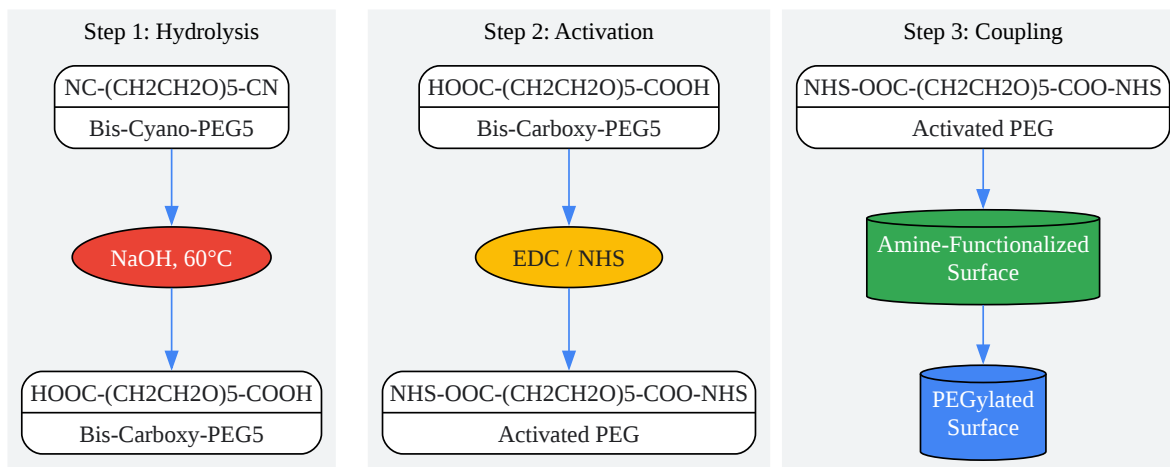 Step 1: Hydrolysis
NC-(CH2CH2O)5-CN
Bis-Cyano-PEG5
NaOH, 60°C
HOOC-(CH2CH2O)5-COOH
Bis-Carboxy-PEG5
Step 2: Activation
HOOC-(CH2CH2O)5-COOH
Bis-Carboxy-PEG5
EDC / NHS
NHS-OOC-(CH2CH2O)5-COO-NHS
Activated PEG
Step 3: Coupling
NHS-OOC-(CH2CH2O)5-COO-NHS
Activated PEG
Amine-Functionalized
Surface
PEGylated
Surface